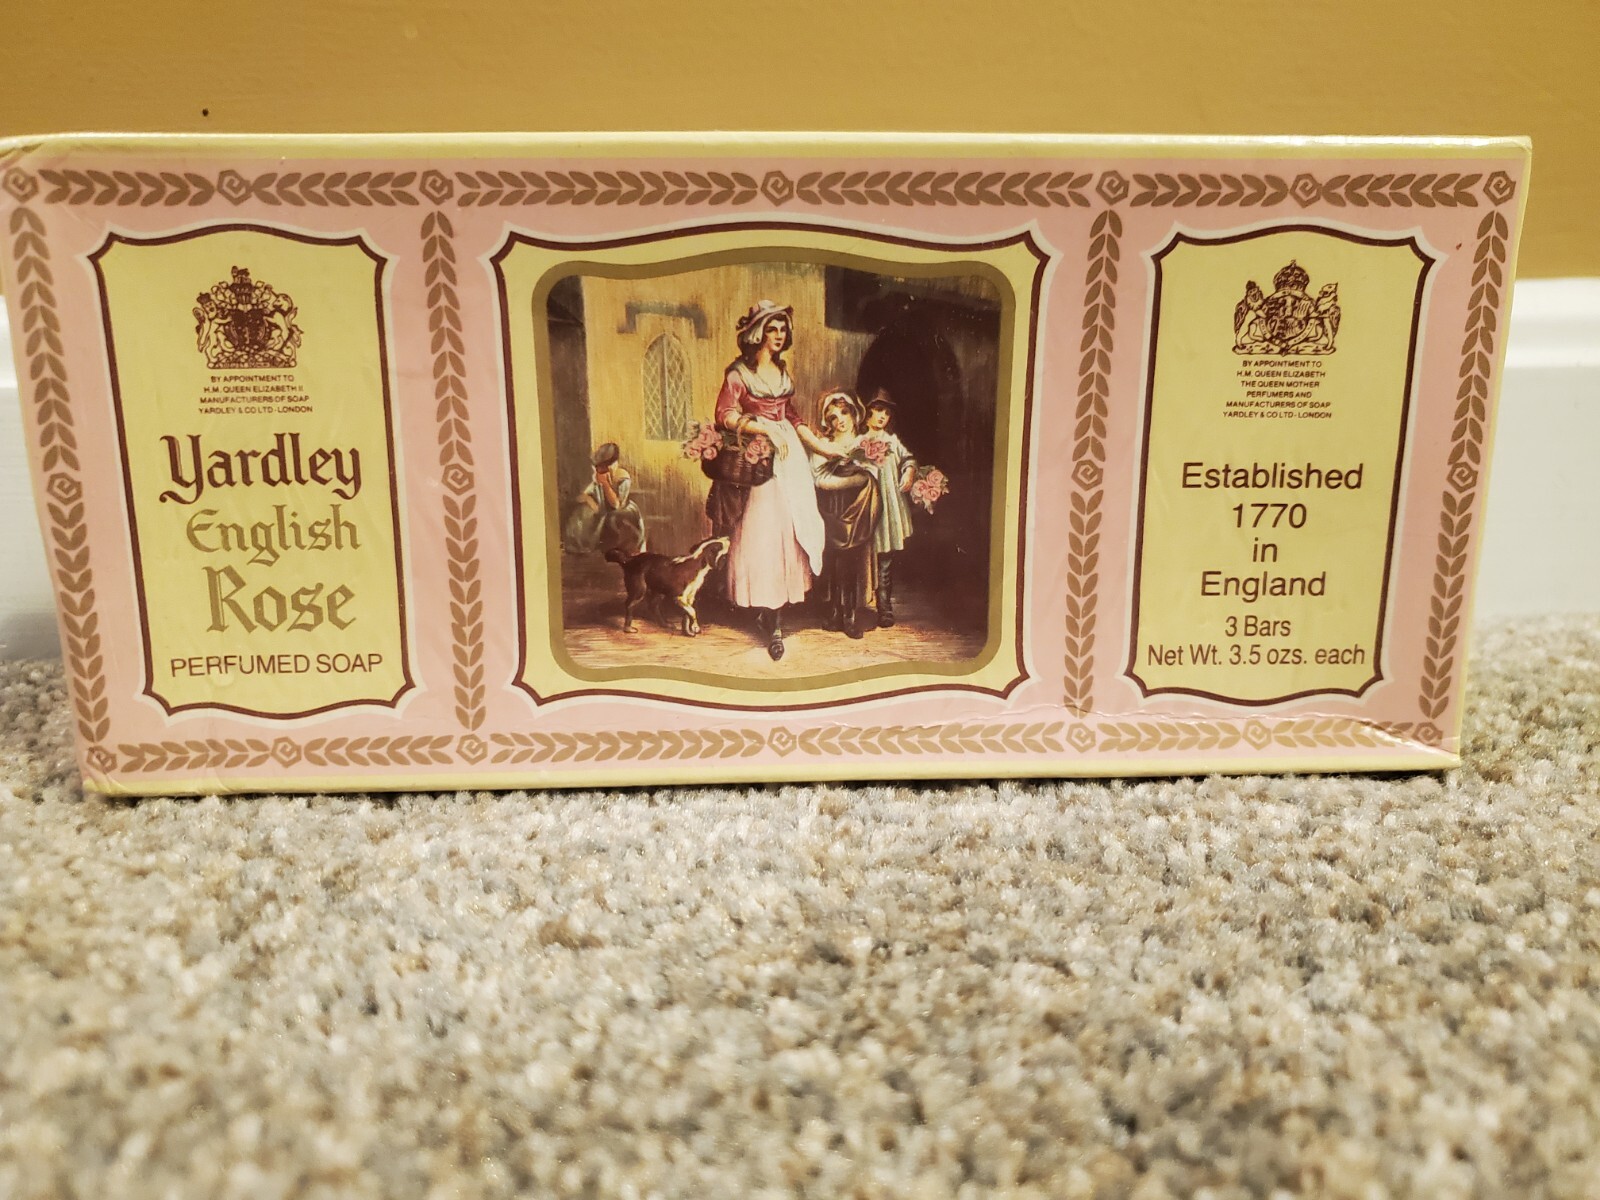 BY APPOINTMENT TO
H.M. QUEEN ELIZABETH II
MANUFACTURERS OF SOAP
YARDLEY & CO LTD - LONDON
Yardley
English
Rose
PERFUMED SOAP
BY APPOINTMENT TO
H.M. QUEEN ELIZABETH
THE QUEEN MOTHER
PERFUMERS AND
MANUFACTURERS OF SOAP
YARDLEY & CO LTD - LONDON
Established
1770
in
England
3 Bars
Net Wt. 3.5 ozs. each